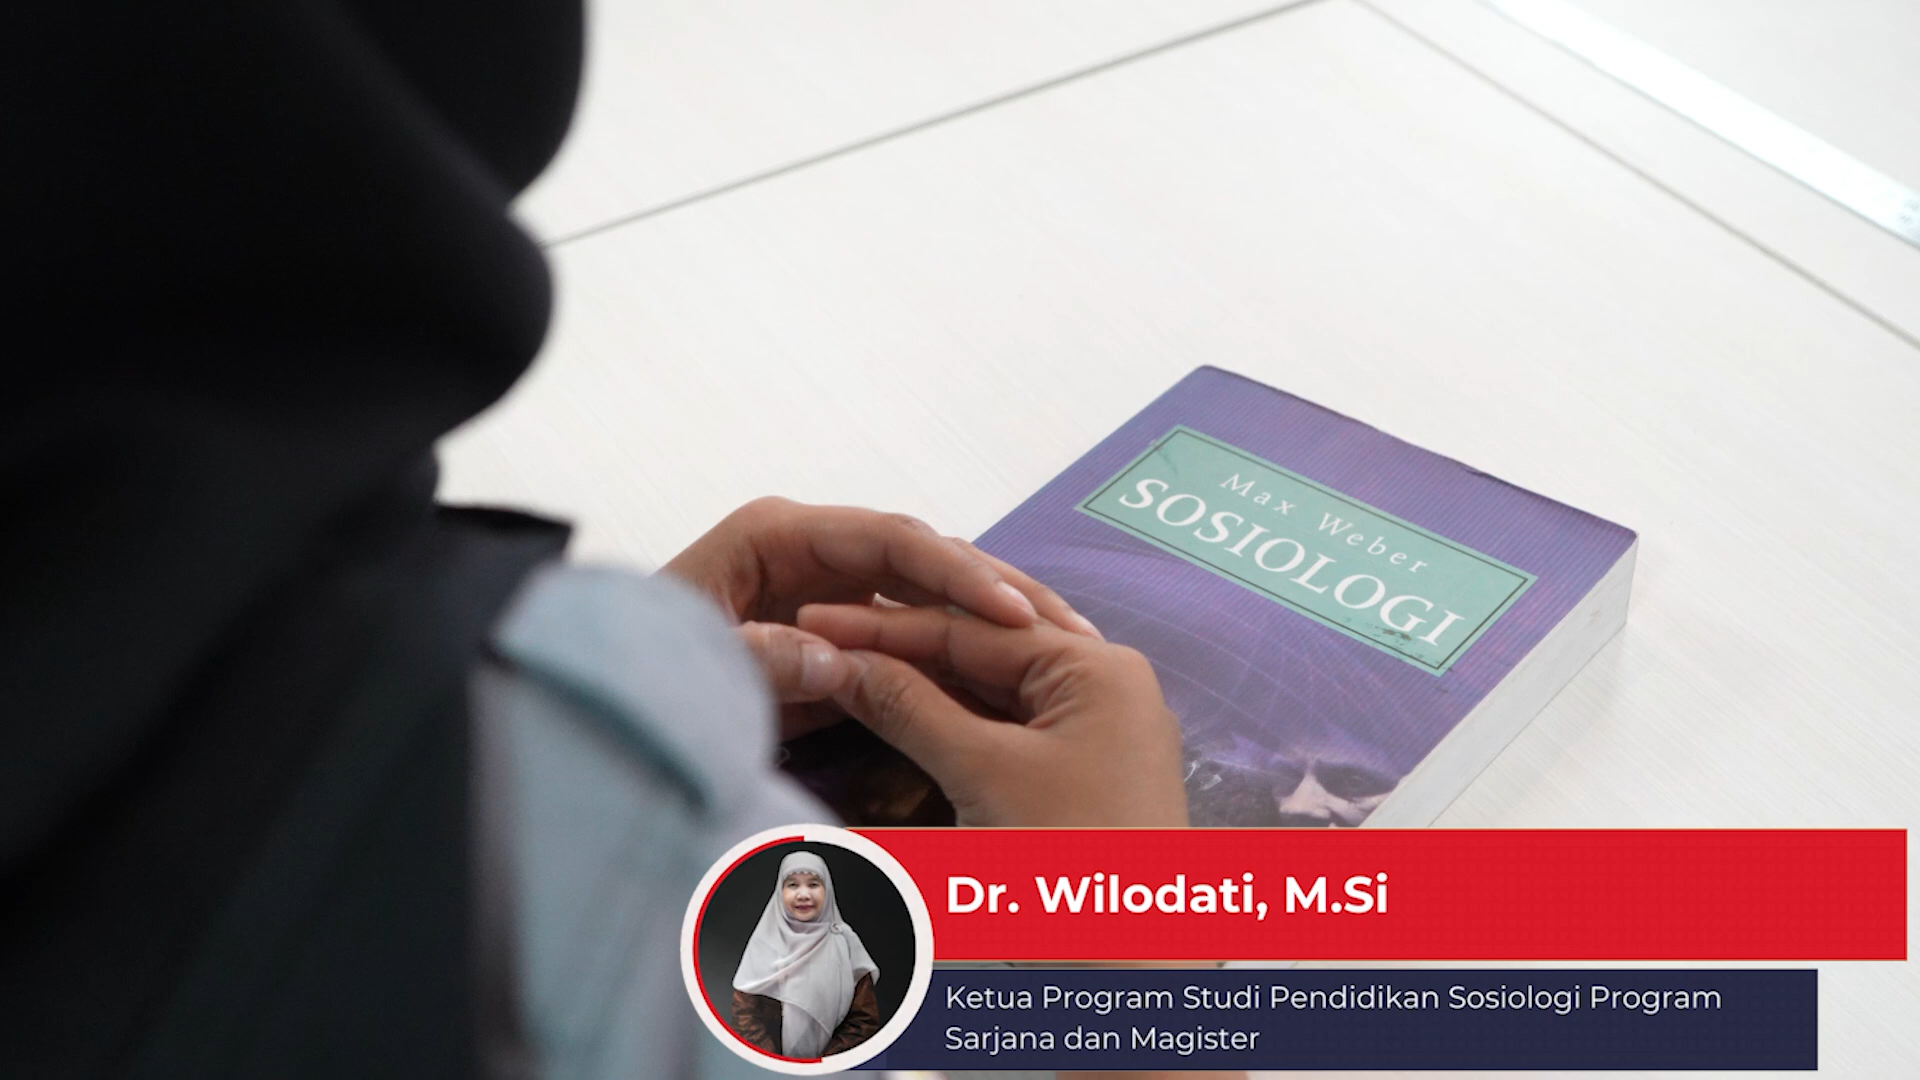 Max Weber
SOSIOLOGI
Dr. Wilodati, M.Si
Ketua Program Studi Pendidikan Sosiologi Program
Sarjana dan Magister